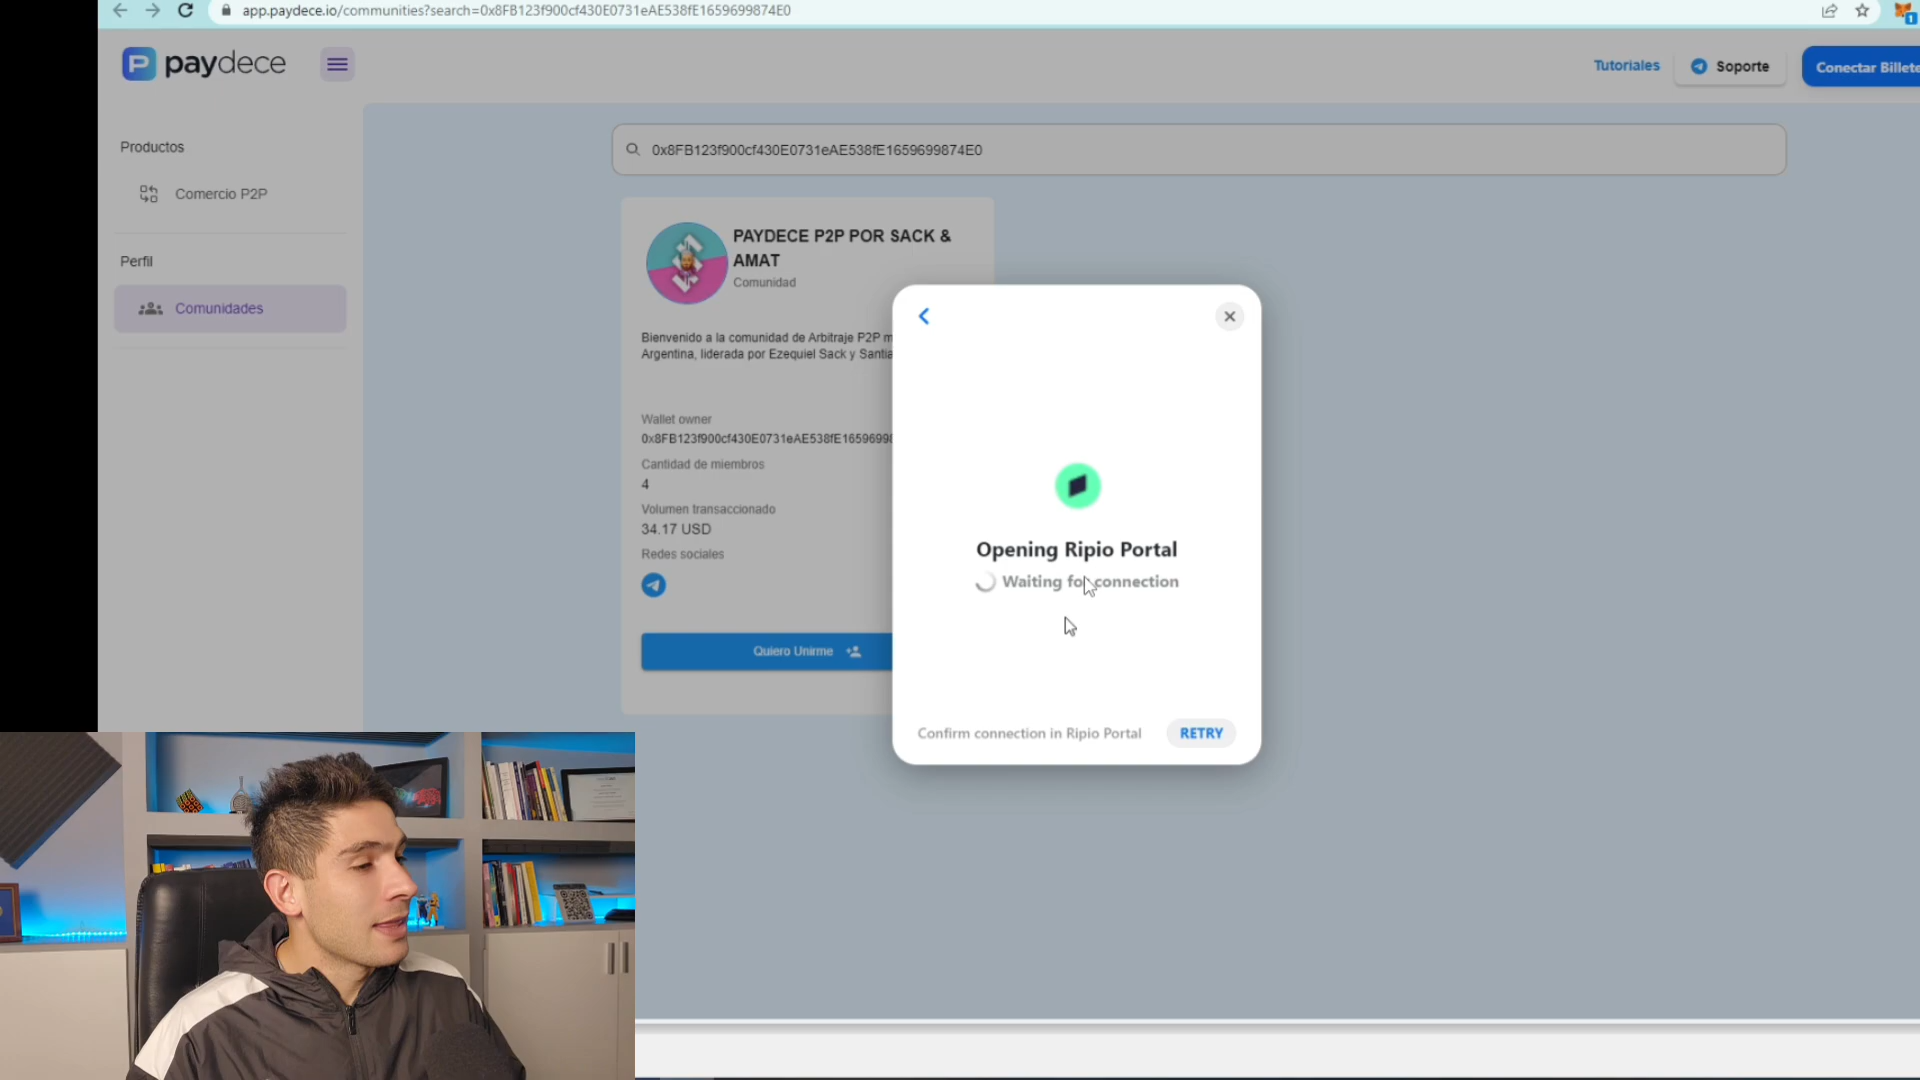 app.paydece.io/communities?search=0x8FB123f900cf430E0731eAE538fE1659699874E0
paydece
Tutoriales
Soporte
Conectar Billete
Productos
Comercio P2P
Perfil
Comunidades
0x8FB123f900cf430E0731eAE538fE1659699874E0
PAYDECE P2P POR SACK &
AMAT
Comunidad
Bienvenido a la comunidad de Arbitraje P2P m
Argentina, liderada por Ezequiel Sack y Santia
Wallet owner
0x8FB123f900cf430E0731eAE538fE1659699
Cantidad de miembros
4
Volumen transaccionado
34.17 USD
Redes sociales
Quiero Unirme
Opening Ripio Portal
Waiting for connection
Confirm connection in Ripio Portal
RETRY